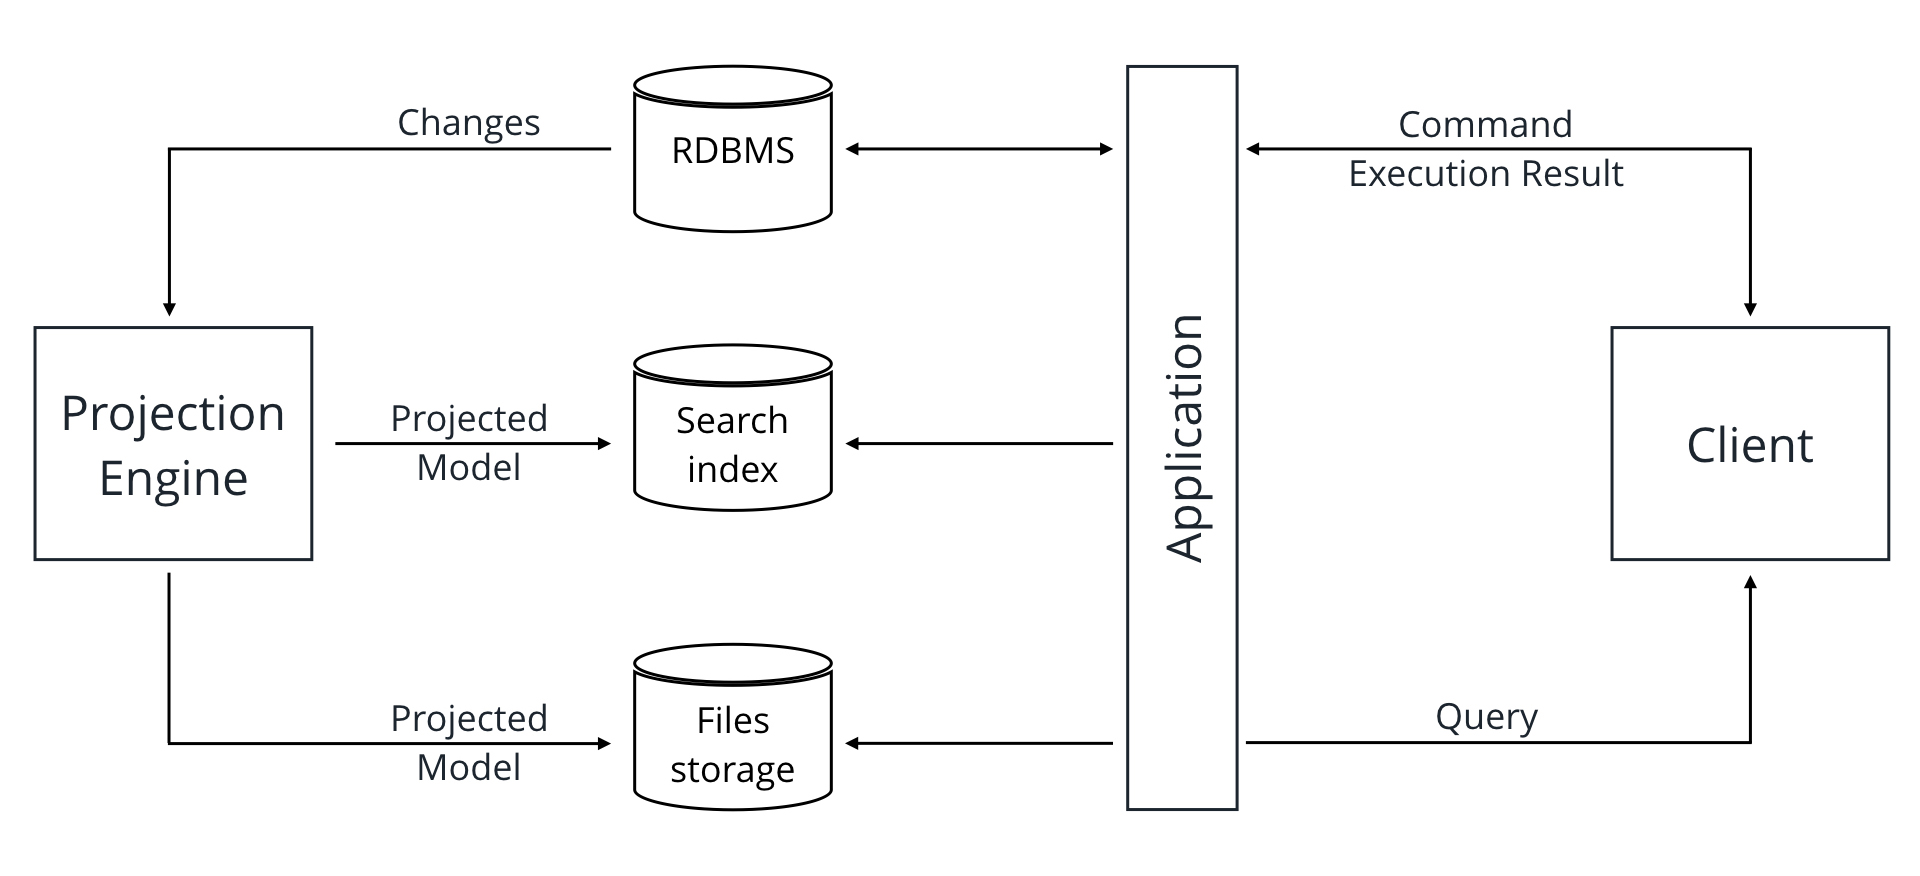 Changes
RDBMS
Command
Execution Result
Projection
Engine
Projected
Model
Search
index
Application
Client
Projected
Model
Files
storage
Query